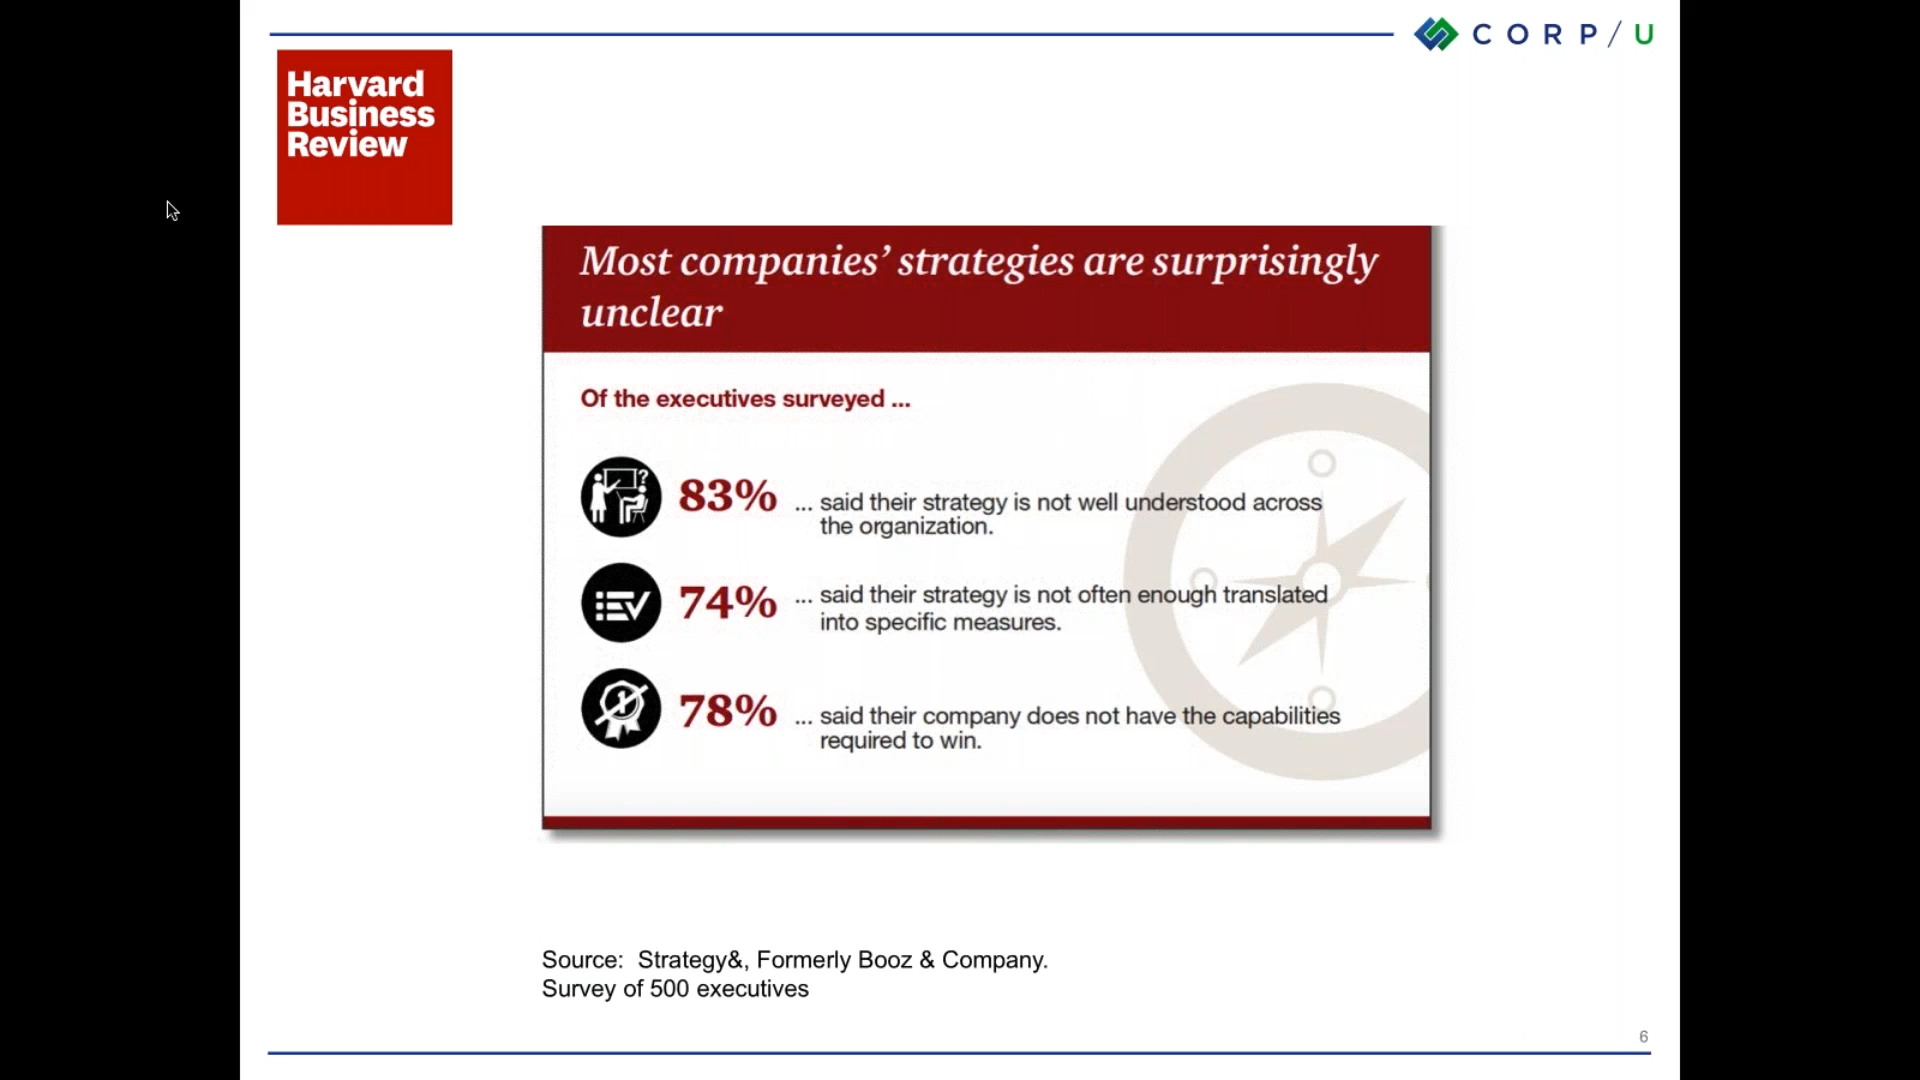 CORP/U
Harvard
Business
Review
Most companies’ strategies are surprisingly
unclear
Of the executives surveyed ...
83% ... said their strategy is not well understood across
the organization.
74% ... said their strategy is not often enough translated
into specific measures.
78% ... said their company does not have the capabilities
required to win.
Source: Strategy&, Formerly Booz & Company.
Survey of 500 executives
6